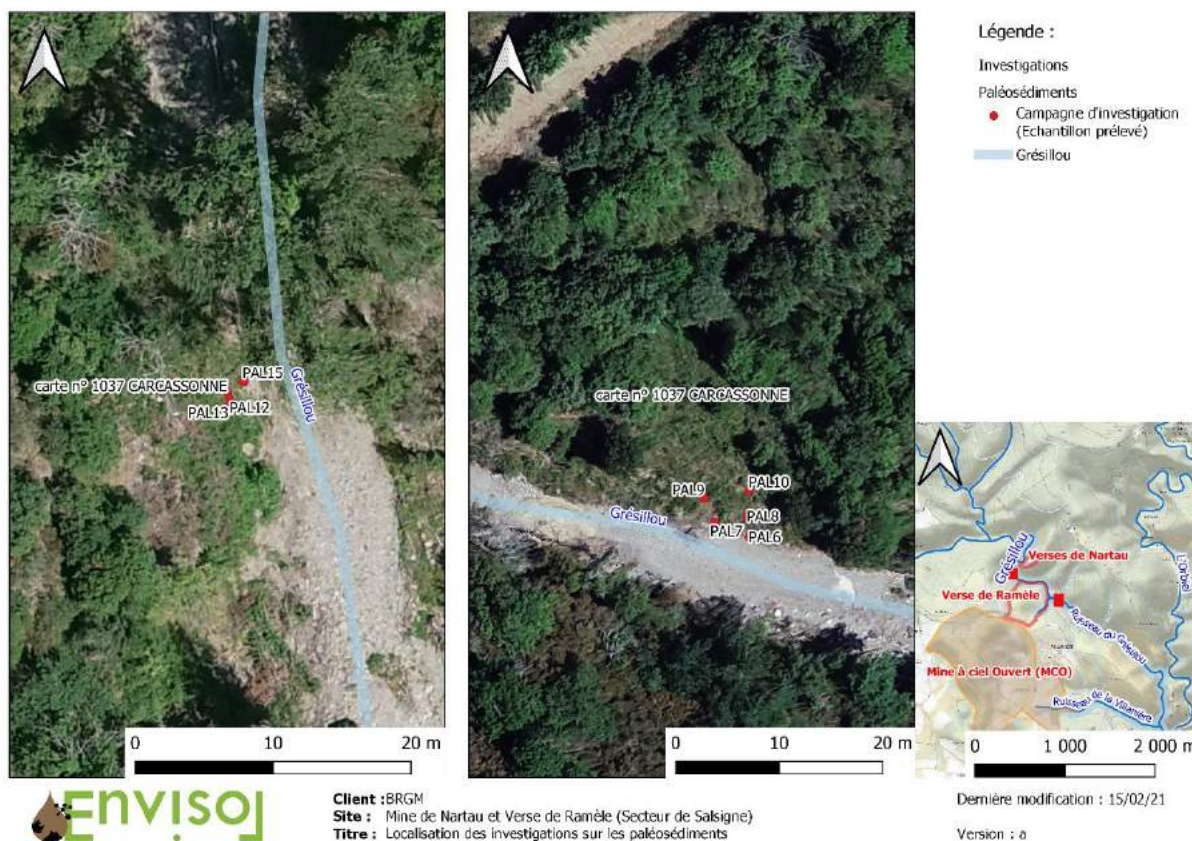 carte n° 1037 CARCASSONNE
PAL15
PAL13
PAL12
Grésillou
0 10 20 m
carte n° 1037 CARCASSONNE
PAL9
PAL10
PAL8
PAL7
PAL6
Grésillou
0 10 20 m
Légende :
Investigations
Paléosédiments
Campagne d'investigation
(Echantillon prélevé)
Grésillou
Verses de Nartau
Grésillou
Verse de Ramèle
L'Orbiel
Ruisseau du Grésillou
Mine à ciel Ouvert (MCO)
Ruisseau de la Villanière
0 1 000 2 000 m
Envisol
Client :BRGM
Site : Mine de Nartau et Verse de Ramèle (Secteur de Salsigne)
Titre : Localisation des investigations sur les paléosédiments
Dernière modification : 15/02/21
Version : a